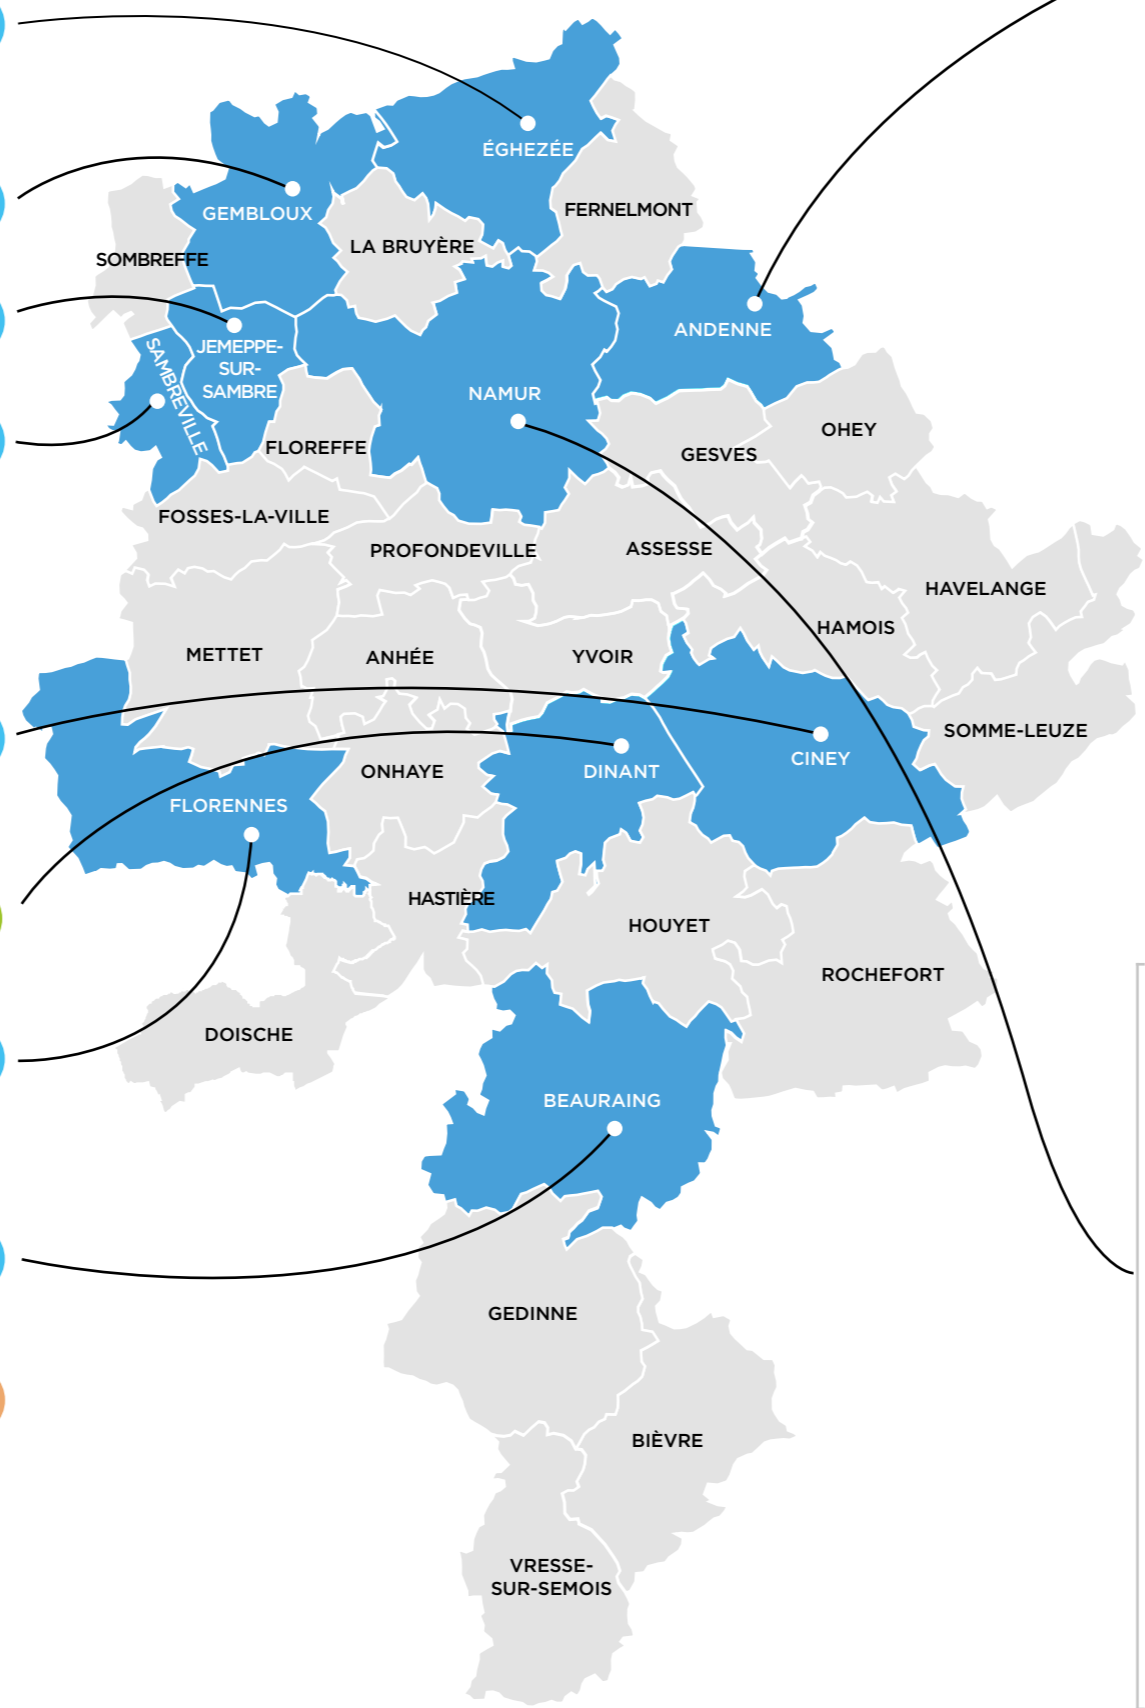 ÉGHEZÉE
FERNELMONT
GEMBLOUX
LA BRUYÈRE
SOMBREFFE
ANDENNE
JEMEPPE-
SUR-
SAMBRE
SAMBREVILLE
NAMUR
OHEY
FLOREFFE
GESVES
FOSSES-LA-VILLE
PROFONDEVILLE
ASSESSE
HAVELANGE
HAMOIS
METTET
ANHÉE
YVOIR
SOMME-LEUZE
CINEY
ONHAYE
DINANT
FLORENNES
HASTIÈRE
HOUYET
ROCHEFORT
DOISCHE
BEAURAING
GEDINNE
BIÈVRE
VRESSE-
SUR-SEMOIS